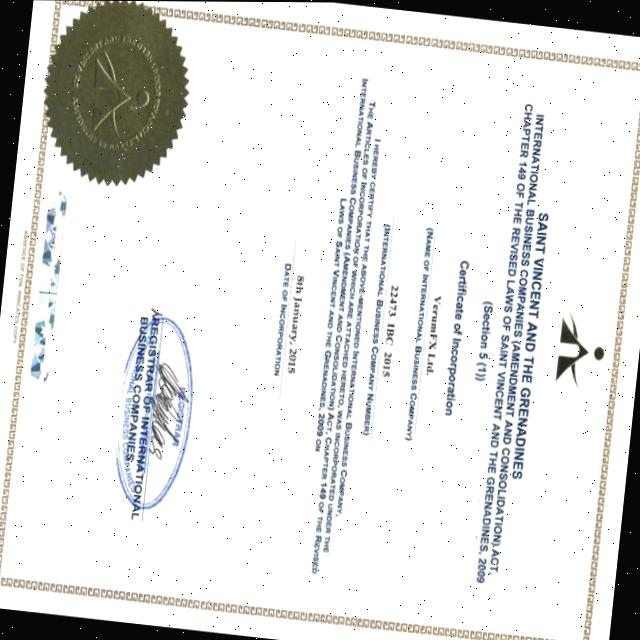 SAINT VINCENT AND THE GRENADINES
INTERNATIONAL BUSINESS COMPANIES (AMENDMENT AND CONSOLIDATION) ACT,
CHAPTER 149 OF THE REVISED LAWS OF SAINT VINCENT AND THE GRENADINES, 2009
(Section 5 (1))
Certificate of Incorporation
VerumFX Ltd.
(NAME OF INTERNATIONAL BUSINESS COMPANY)
22473 IBC 2015
(INTERNATIONAL BUSINESS COMPANY NUMBER)
I HEREBY CERTIFY THAT THE ABOVE-MENTIONED INTERNATIONAL BUSINESS COMPANY,
THE ARTICLES OF INCORPORATION OF WHICH ARE ATTACHED HERETO, WAS INCORPORATED UNDER THE
INTERNATIONAL BUSINESS COMPANIES (AMENDMENT AND CONSOLIDATION) ACT, CHAPTER 149 OF THE REVISED
LAWS OF SAINT VINCENT AND THE GRENADINES, 2009 ON
8th January, 2015
DATE OF INCORPORATION
REGISTRAR OF INTERNATIONAL
BUSINESS COMPANIES